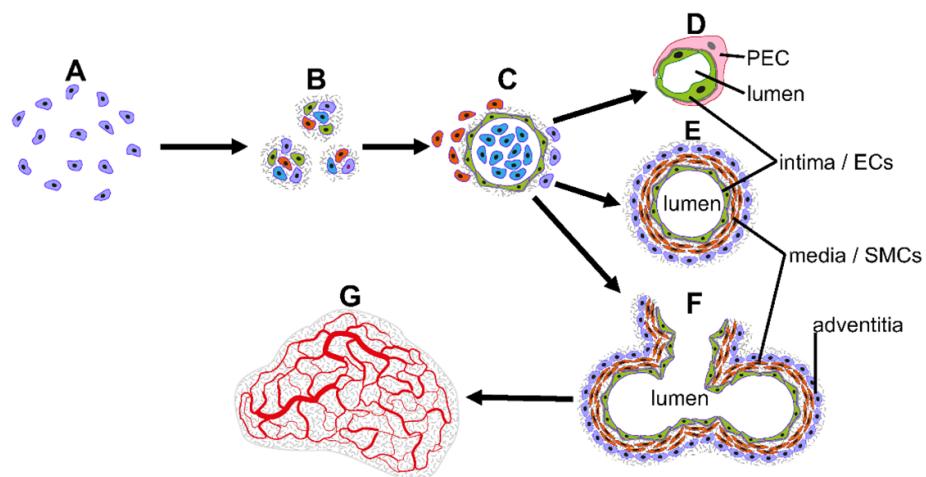 A
B
C
D
PEC
lumen
E
intima / ECs
lumen
media / SMCs
G
F
adventitia
lumen